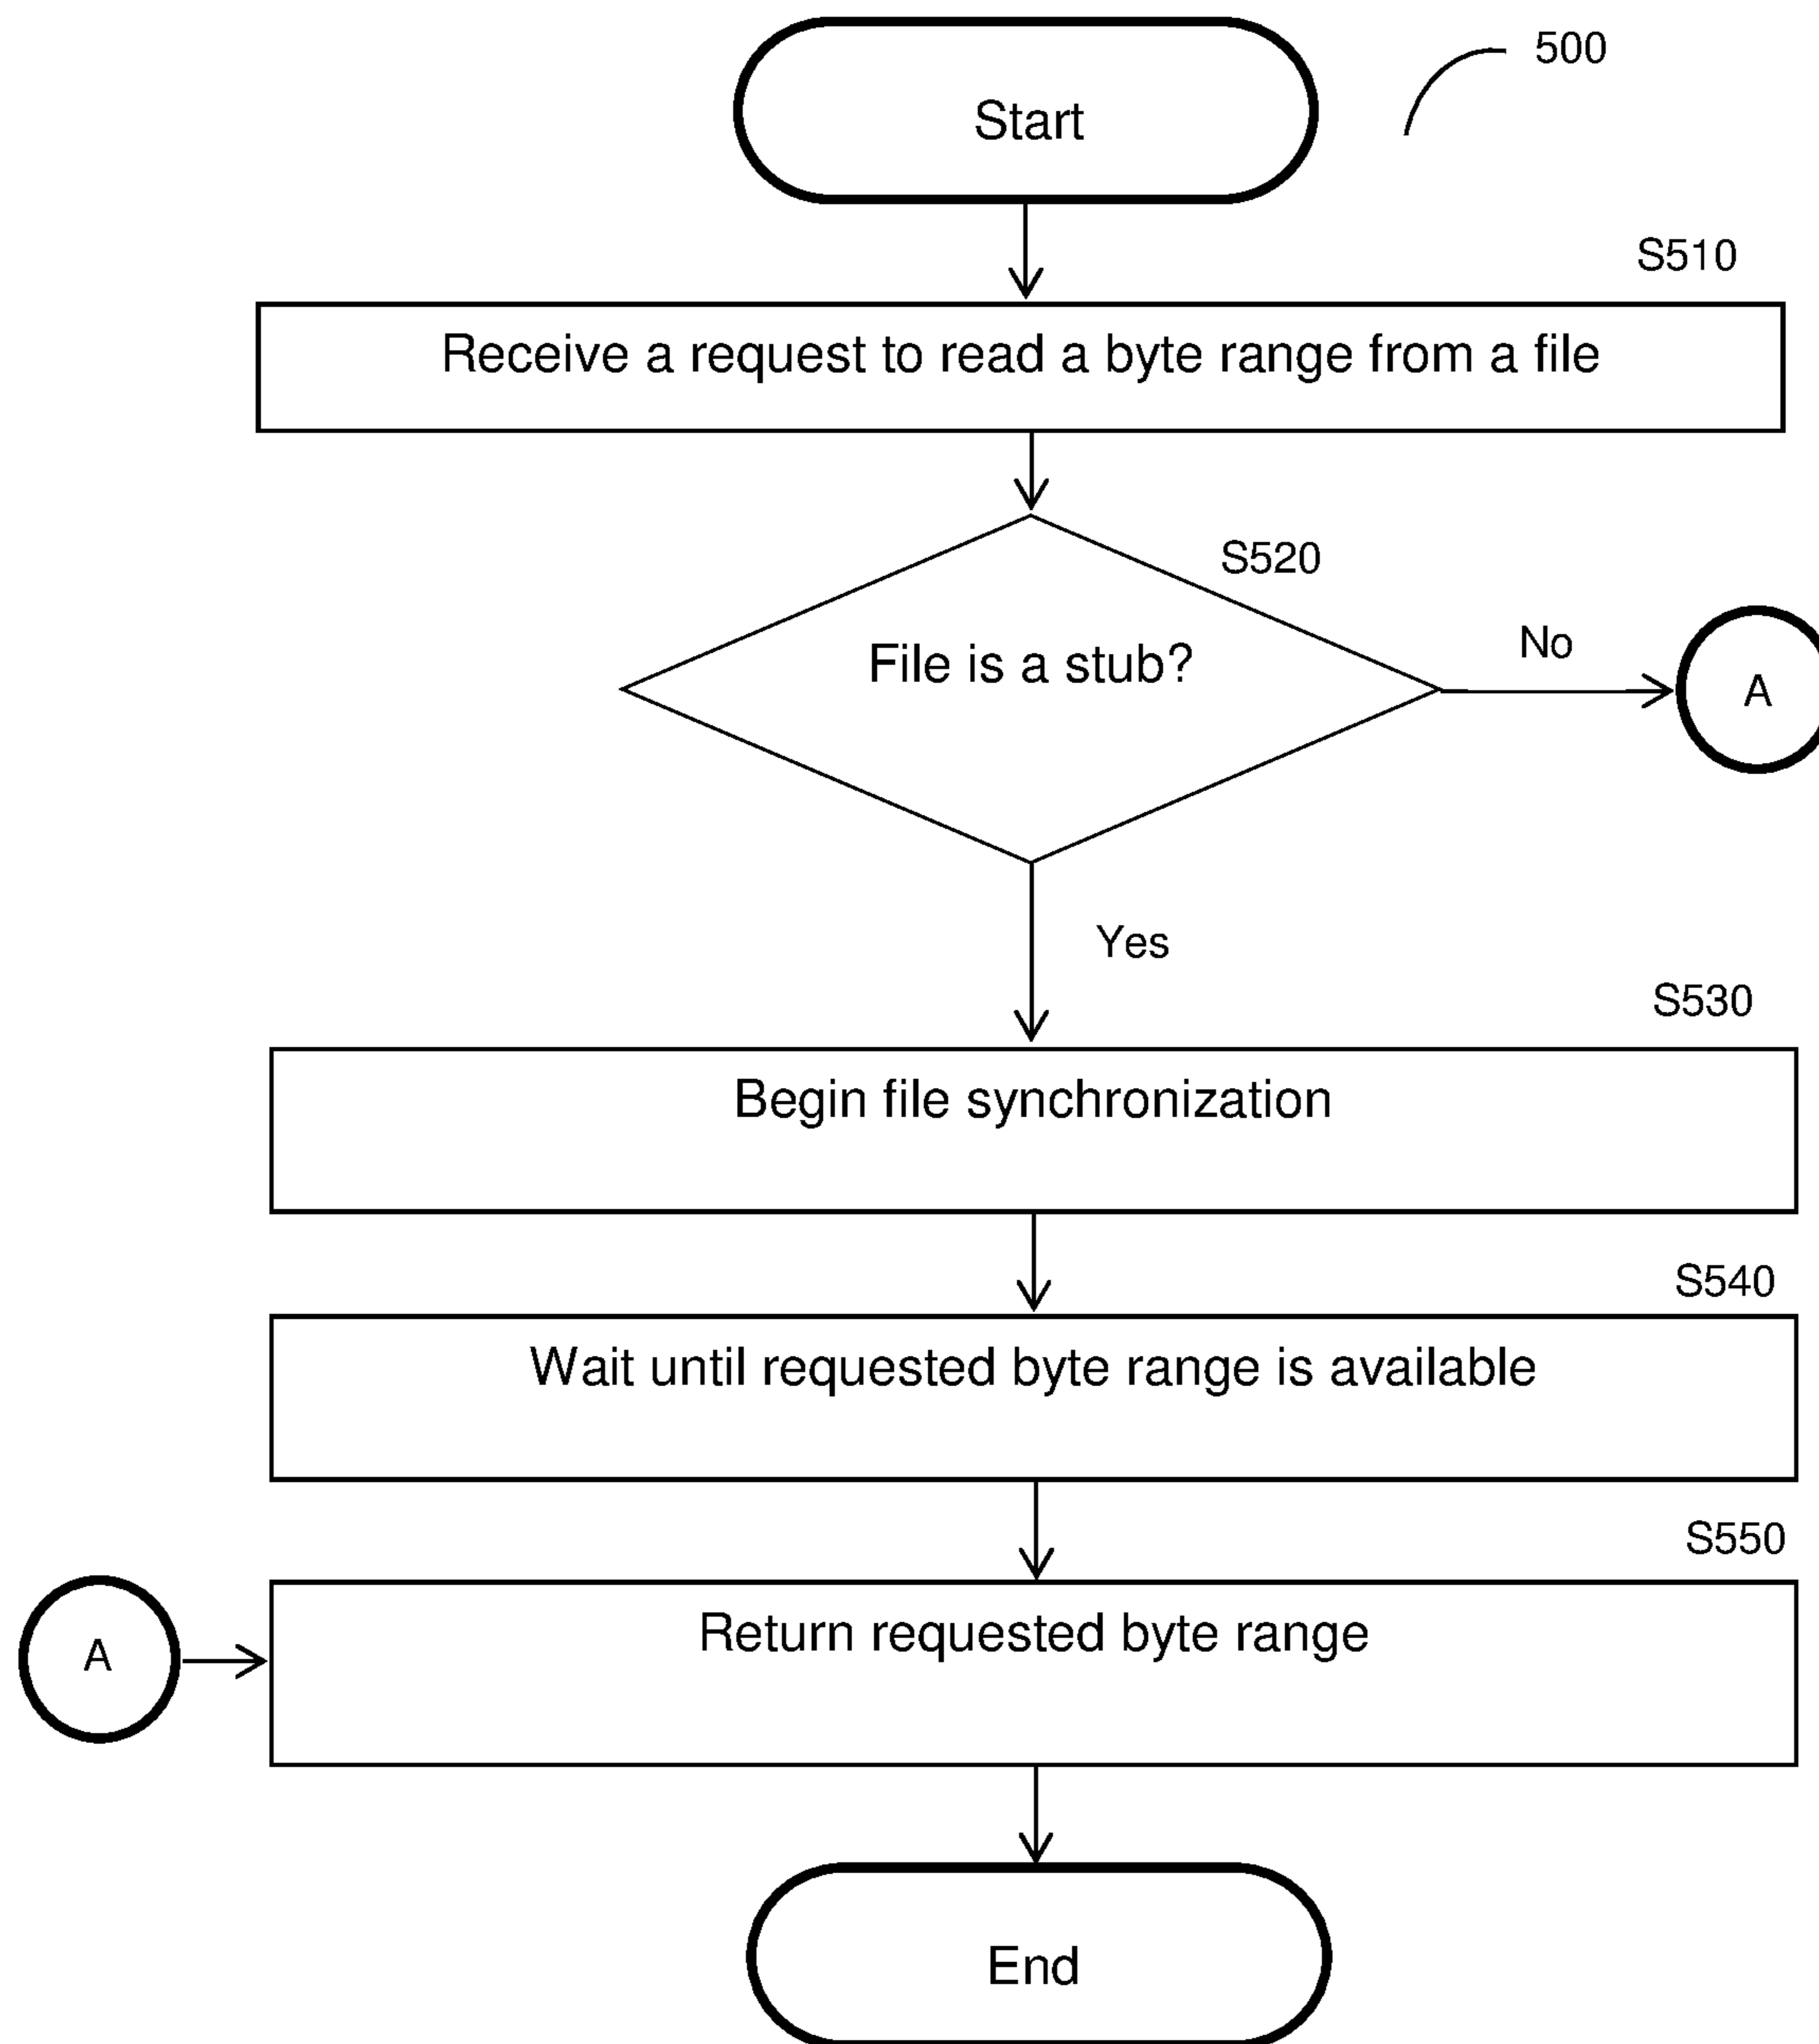 Start
500
S510
Receive a request to read a byte range from a file
S520
File is a stub?
No
A
Yes
S530
Begin file synchronization
S540
Wait until requested byte range is available
S550
Return requested byte range
A
End